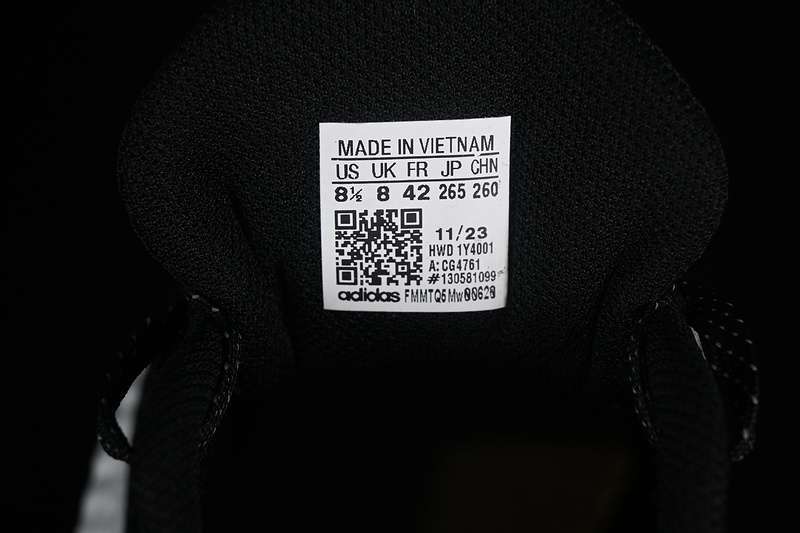 MADE IN VIETNAM
US UK FR JP CHN
8½ 8 42 265 260
11/23
HWD 1Y4001
A: CG4761
#130581099
adidas FMMTQ5Mw00620